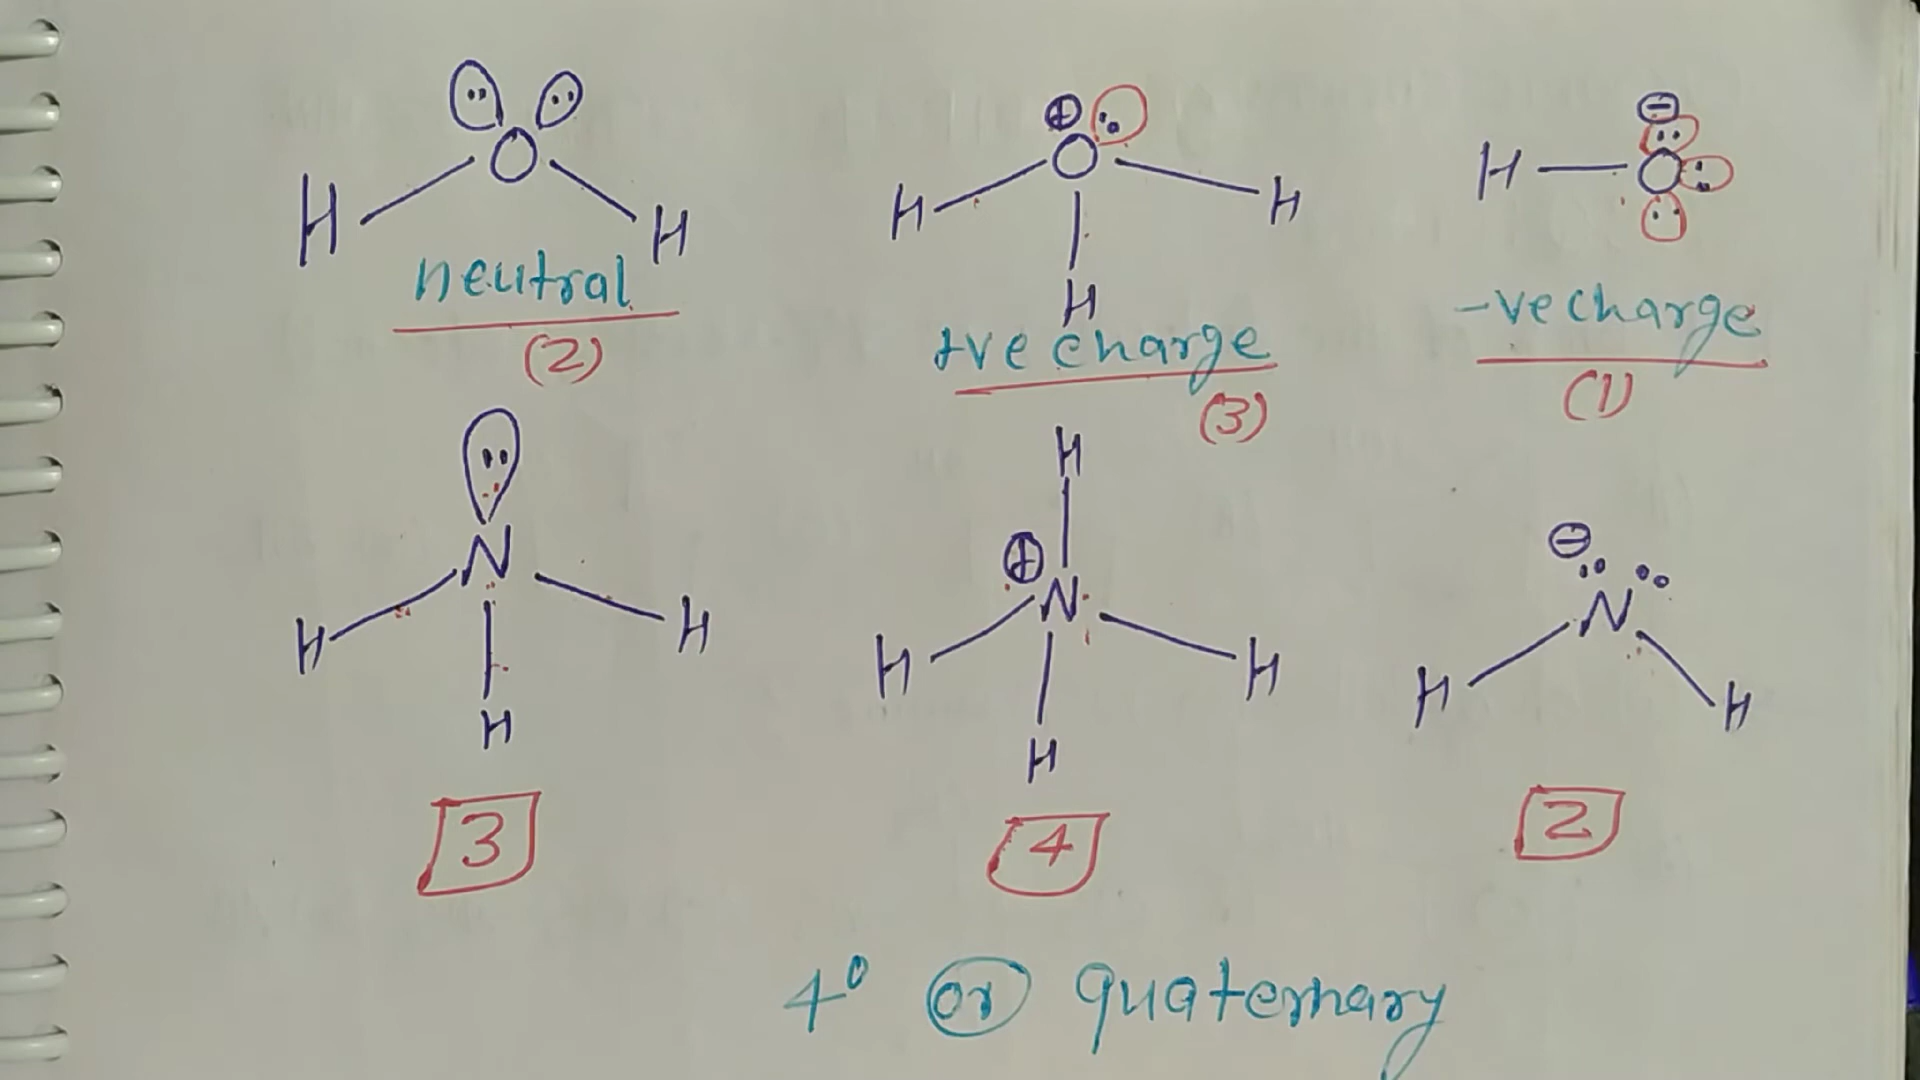 O ⊕ O ⊖ O
H H H H H
H
neutral +ve charge -ve charge
(2) (3) (1)
H
N ⊕ N ⊖ N
H H H H H H
H H
3 4 2
4° or quaternary